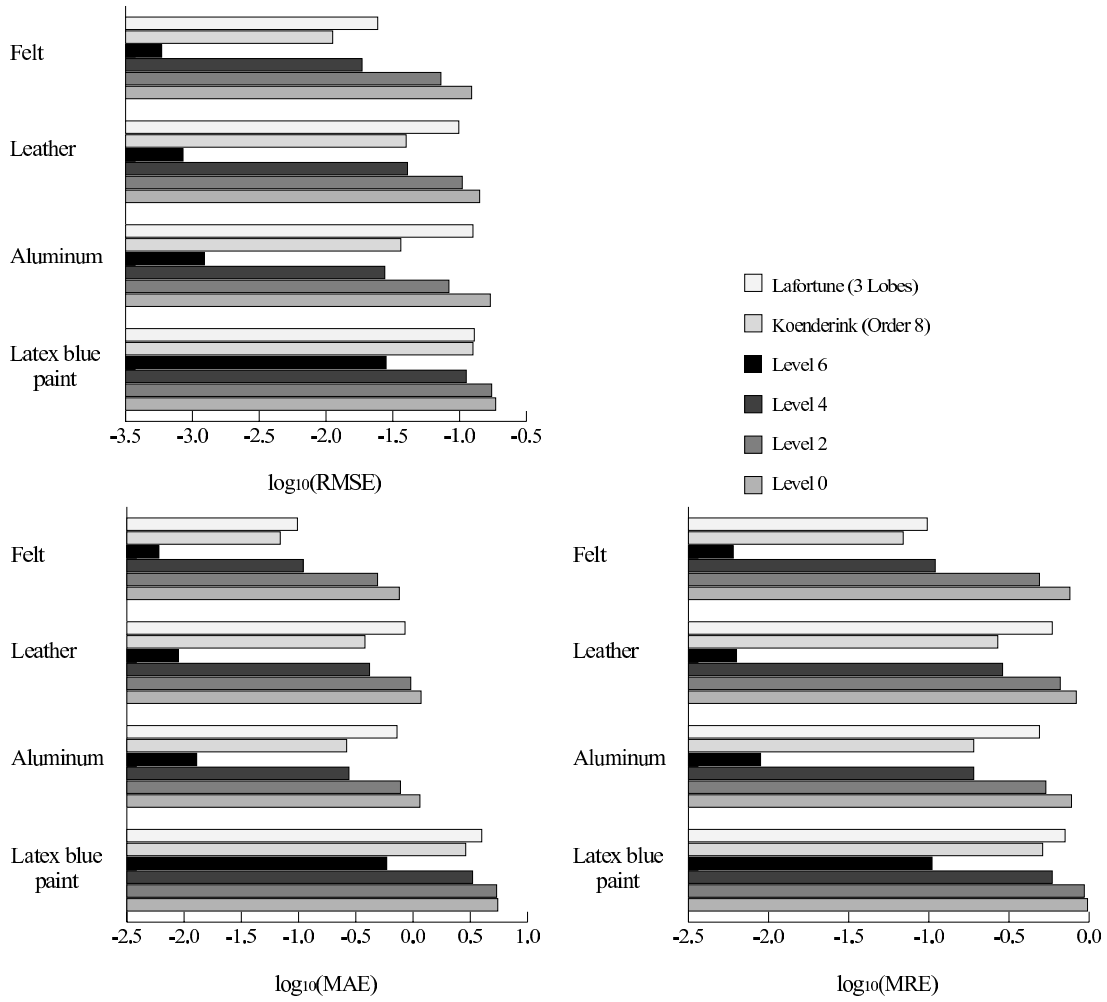 Felt
Leather
Aluminum
Latex blue
paint
-3.5 -3.0 -2.5 -2.0 -1.5 -1.0 -0.5
log10(RMSE)
Lafortune (3 Lobes)
Koenderink (Order 8)
Level 6
Level 4
Level 2
Level 0
Felt
Leather
Aluminum
Latex blue
paint
-2.5 -2.0 -1.5 -1.0 -0.5 0.0 0.5 1.0
log10(MAE)
Felt
Leather
Aluminum
Latex blue
paint
-2.5 -2.0 -1.5 -1.0 -0.5 0.0
log10(MRE)